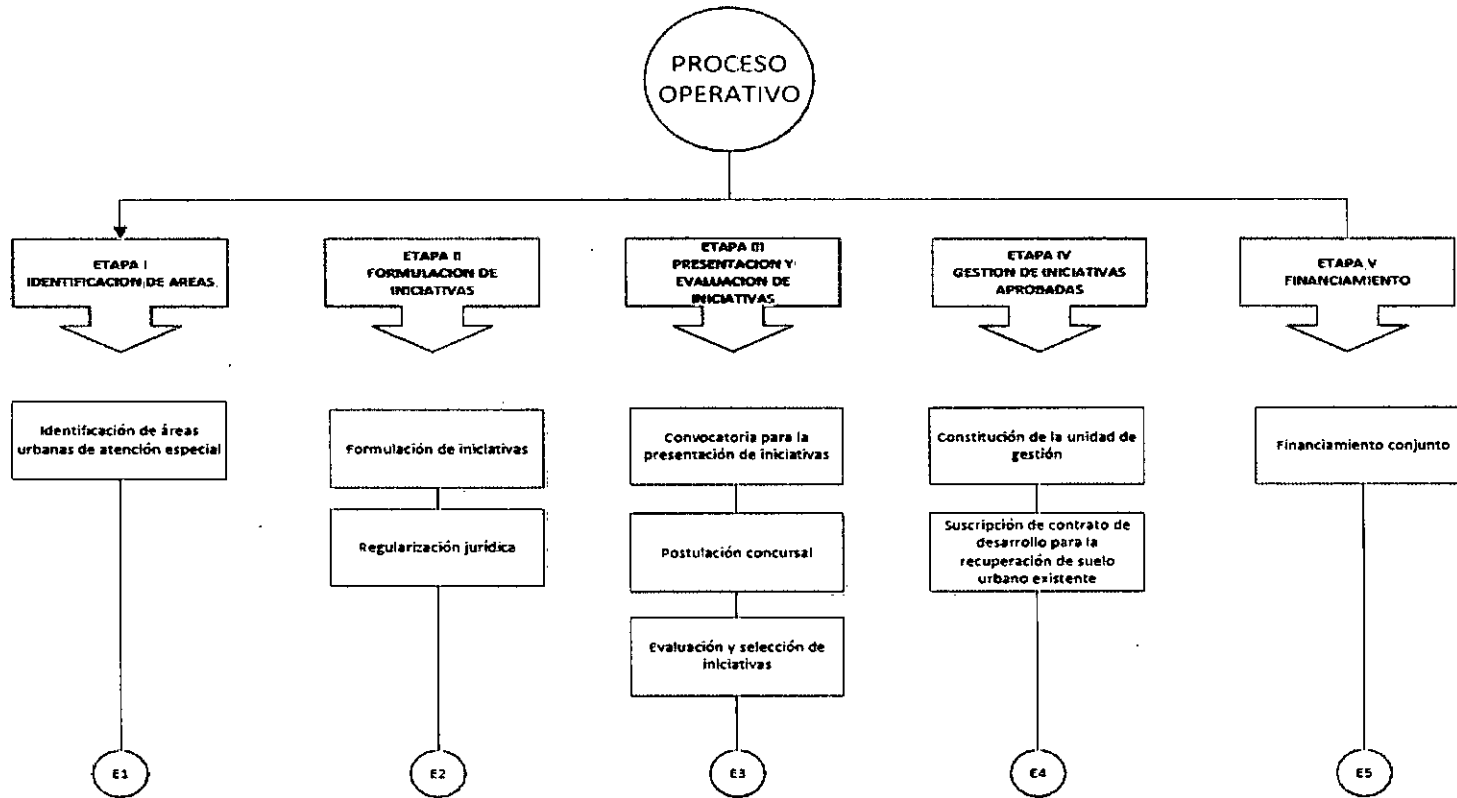 PROCESO
OPERATIVO
ETAPA I
IDENTIFICACION DE AREAS.
ETAPA II
FORMULACION DE
INICIATIVAS
ETAPA III
PRESENTACION Y
EVALUACION DE
INICIATIVAS
ETAPA IV
GESTION DE INICIATIVAS
APROBADAS
ETAPA V
FINANCIAMIENTO
Identificación de áreas
urbanas de atención especial
Formulación de iniciativas
Regularización jurídica
Convocatoria para la
presentación de iniciativas
Postulación concursal
Evaluación y selección de
iniciativas
Constitución de la unidad de
gestión
Suscripción de contrato de
desarrollo para la
recuperación de suelo
urbano existente
Financiamiento conjunto
E1
E2
E3
E4
E5